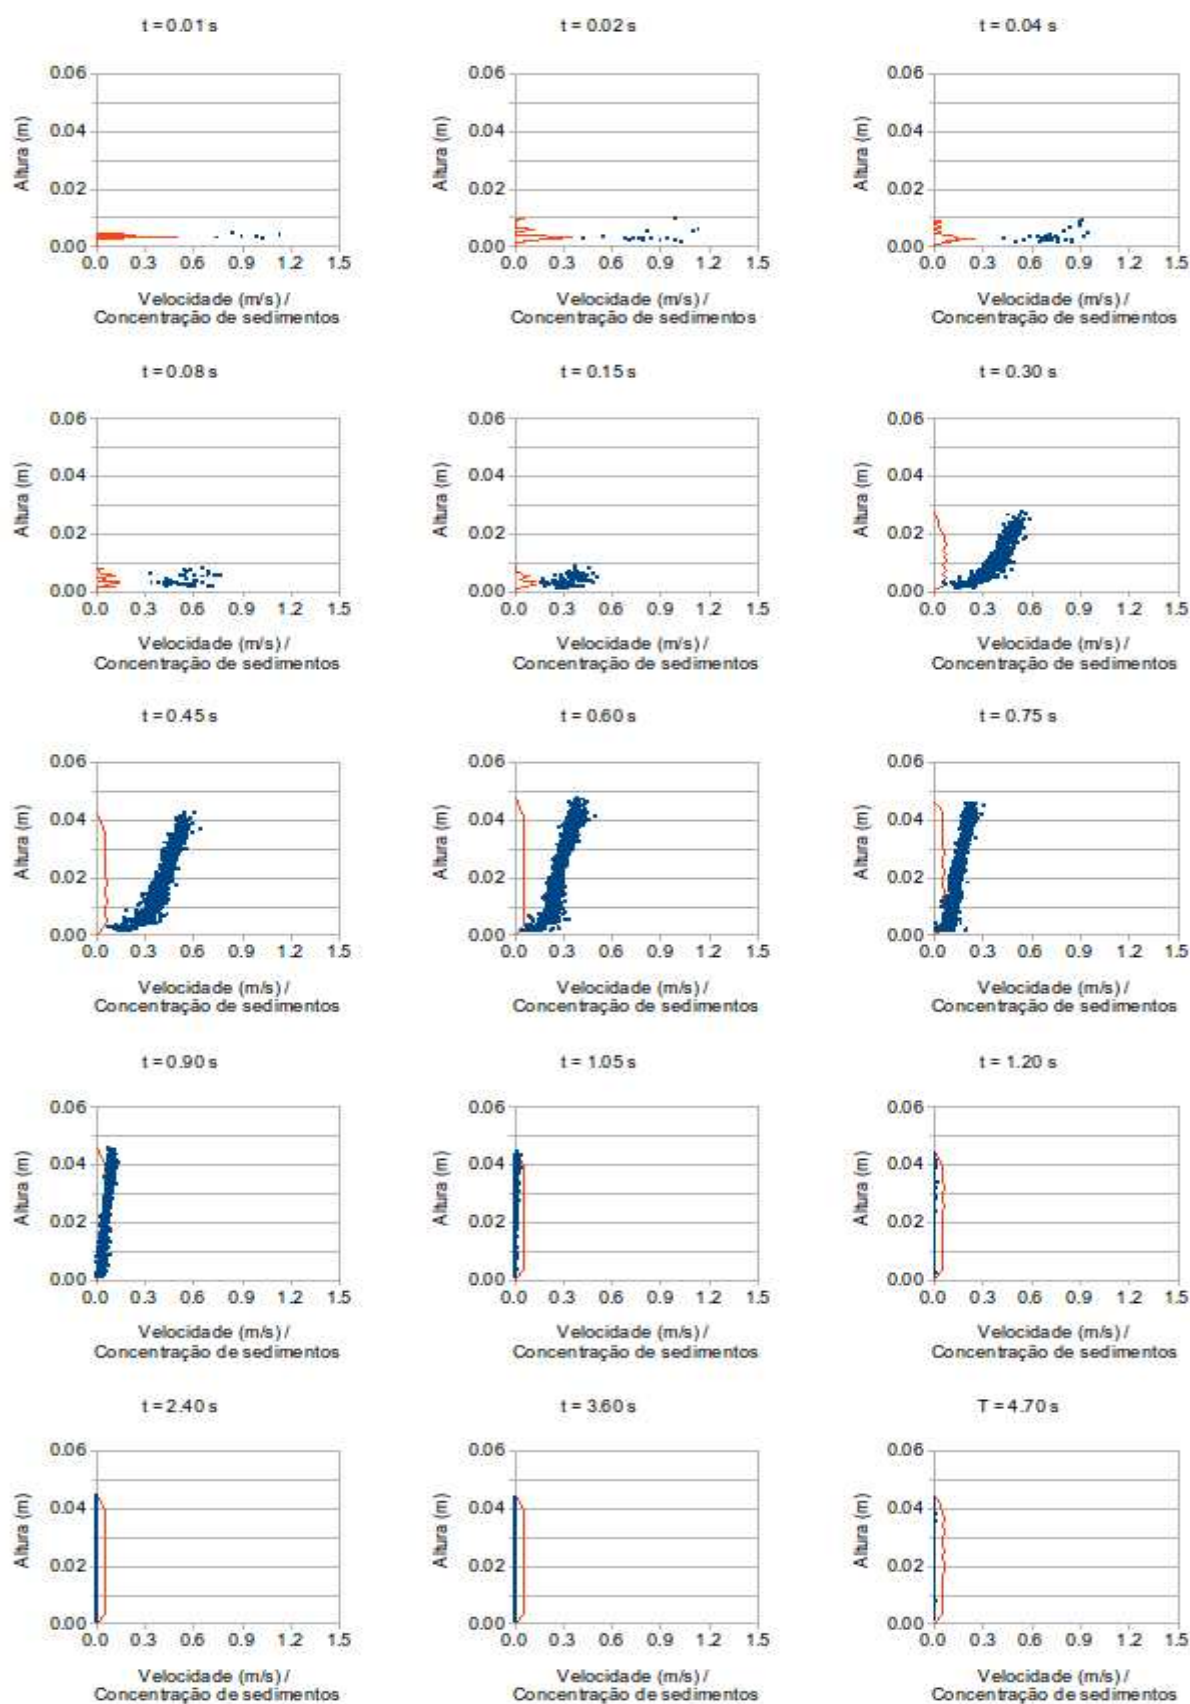 t = 0.01 s
t = 0.02 s
t = 0.04 s
0.06
0.04
0.02
0.00
Altura (m)
0.0 0.3 0.6 0.9 1.2 1.5
Velocidade (m/s) /
Concentração de sedimentos
0.06
0.04
0.02
0.00
Altura (m)
0.0 0.3 0.6 0.9 1.2 1.5
Velocidade (m/s) /
Concentração de sedimentos
0.06
0.04
0.02
0.00
Altura (m)
0.0 0.3 0.6 0.9 1.2 1.5
Velocidade (m/s) /
Concentração de sedimentos
t = 0.08 s
t = 0.15 s
t = 0.30 s
0.06
0.04
0.02
0.00
Altura (m)
0.0 0.3 0.6 0.9 1.2 1.5
Velocidade (m/s) /
Concentração de sedimentos
0.06
0.04
0.02
0.00
Altura (m)
0.0 0.3 0.6 0.9 1.2 1.5
Velocidade (m/s) /
Concentração de sedimentos
0.06
0.04
0.02
0.00
Altura (m)
0.0 0.3 0.6 0.9 1.2 1.5
Velocidade (m/s) /
Concentração de sedimentos
t = 0.45 s
t = 0.60 s
t = 0.75 s
0.06
0.04
0.02
0.00
Altura (m)
0.0 0.3 0.6 0.9 1.2 1.5
Velocidade (m/s) /
Concentração de sedimentos
0.06
0.04
0.02
0.00
Altura (m)
0.0 0.3 0.6 0.9 1.2 1.5
Velocidade (m/s) /
Concentração de sedimentos
0.06
0.04
0.02
0.00
Altura (m)
0.0 0.3 0.6 0.9 1.2 1.5
Velocidade (m/s) /
Concentração de sedimentos
t = 0.90 s
t = 1.05 s
t = 1.20 s
0.06
0.04
0.02
0.00
Altura (m)
0.0 0.3 0.6 0.9 1.2 1.5
Velocidade (m/s) /
Concentração de sedimentos
0.06
0.04
0.02
0.00
Altura (m)
0.0 0.3 0.6 0.9 1.2 1.5
Velocidade (m/s) /
Concentração de sedimentos
0.06
0.04
0.02
0.00
Altura (m)
0.0 0.3 0.6 0.9 1.2 1.5
Velocidade (m/s) /
Concentração de sedimentos
t = 2.40 s
t = 3.60 s
T = 4.70 s
0.06
0.04
0.02
0.00
Altura (m)
0.0 0.3 0.6 0.9 1.2 1.5
Velocidade (m/s) /
Concentração de sedimentos
0.06
0.04
0.02
0.00
Altura (m)
0.0 0.3 0.6 0.9 1.2 1.5
Velocidade (m/s) /
Concentração de sedimentos
0.06
0.04
0.02
0.00
Altura (m)
0.0 0.3 0.6 0.9 1.2 1.5
Velocidade (m/s) /
Concentração de sedimentos